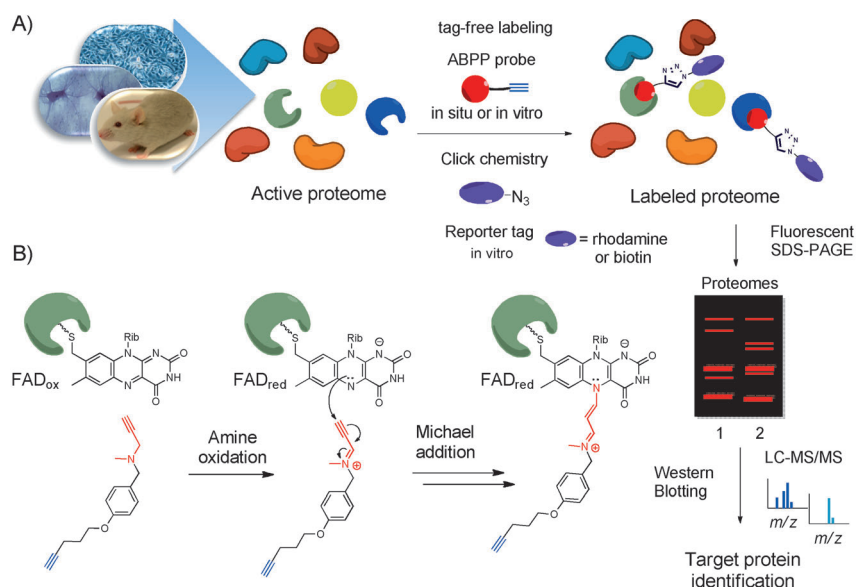 A)
tag-free labeling
ABPP probe
in situ or in vitro
Click chemistry
N₃
Reporter tag
in vitro
= rhodamine
or biotin
Active proteome
Labeled proteome
N=N
N
N=N
N
Fluorescent
SDS-PAGE
Proteomes
1 2
Western
Blotting
LC-MS/MS
m/z
m/z
Target protein
identification
B)
S
Rib
N
N
O
NH
N
O
FADox
N
O
Amine
oxidation
S
Rib
⊖
N
N
O
NH
N
O
FADred
N
⊕
O
Michael
addition
S
Rib
⊖
N
N
O
NH
N
O
FADred
N
⊕
O